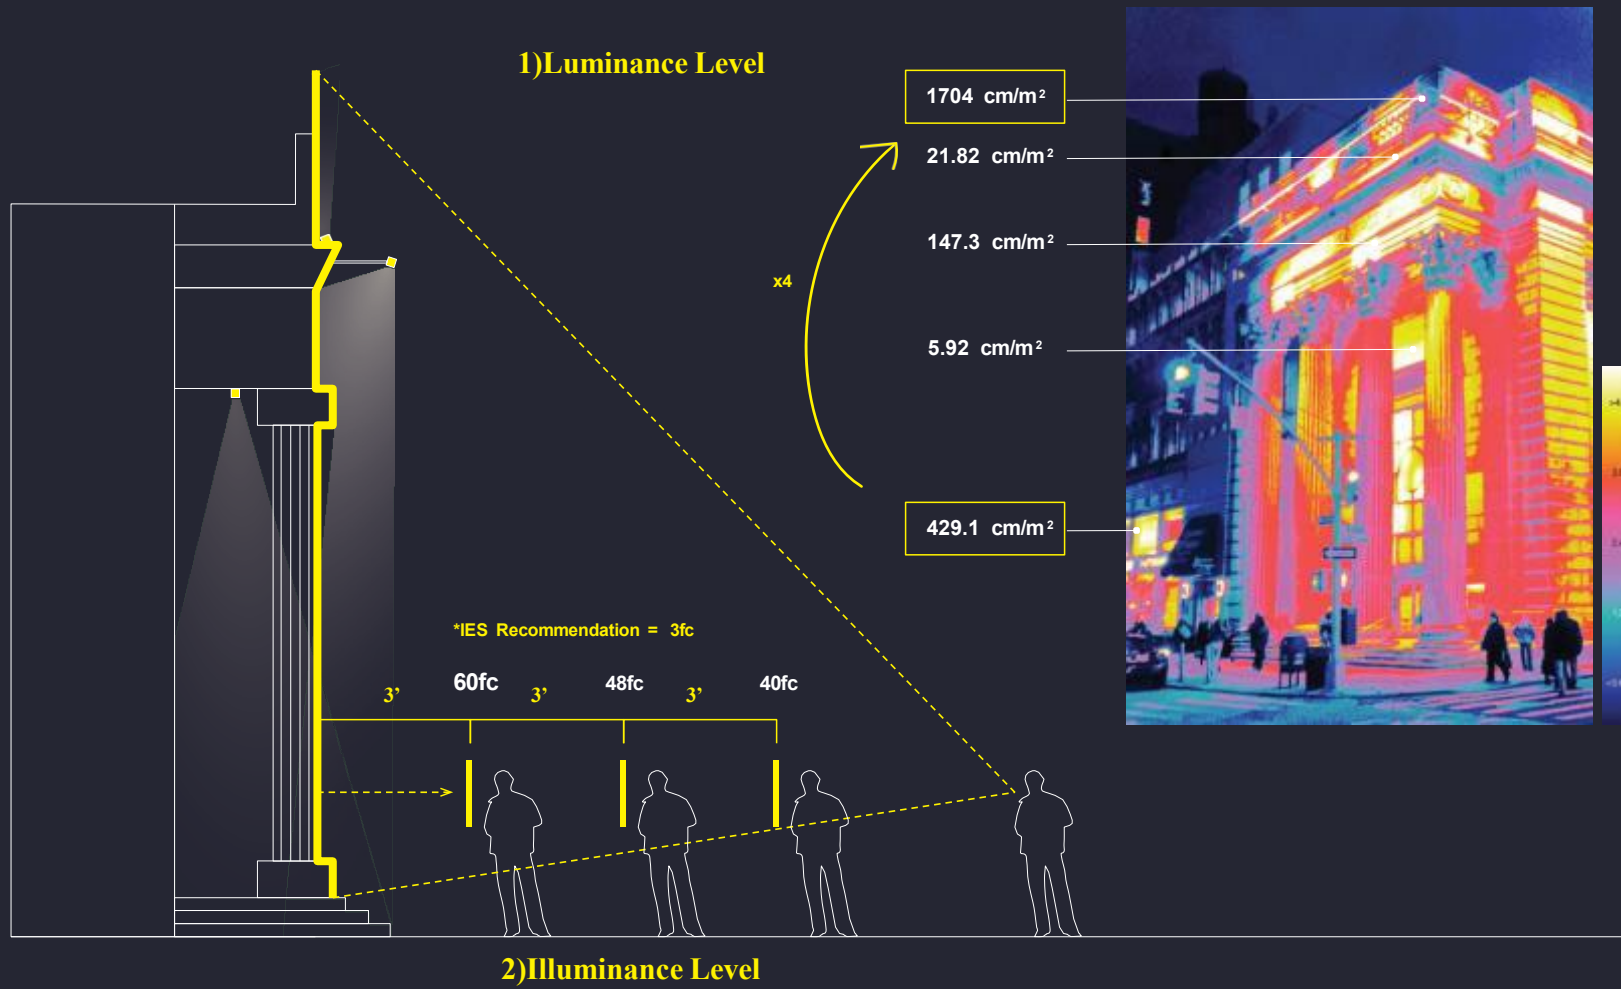 1)Luminance Level
1704 cm/m²
21.82 cm/m²
147.3 cm/m²
x4
5.92 cm/m²
429.1 cm/m²
*IES Recommendation = 3fc
3’ 60fc 3’ 48fc 3’ 40fc
2)Illuminance Level